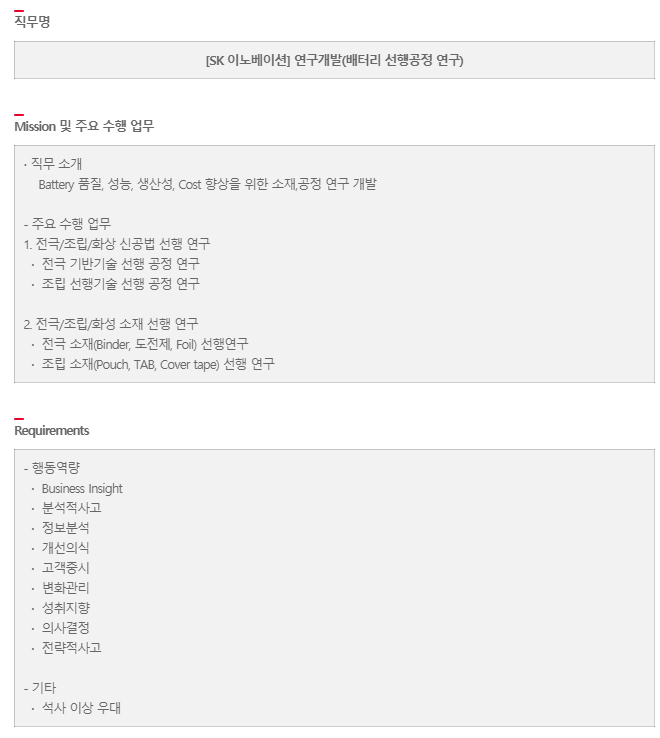 직무명
[SK 이노베이션] 연구개발(배터리 선행공정 연구)
Mission 및 주요 수행 업무
· 직무 소개
Battery 품질, 성능, 생산성, Cost 향상을 위한 소재,공정 연구 개발
- 주요 수행 업무
1. 전극/조립/화상 신공법 선행 연구
· 전극 기반기술 선행 공정 연구
· 조립 선행기술 선행 공정 연구
2. 전극/조립/화성 소재 선행 연구
· 전극 소재(Binder, 도전제, Foil) 선행연구
· 조립 소재(Pouch, TAB, Cover tape) 선행 연구
Requirements
- 행동역량
· Business Insight
· 분석적사고
· 정보분석
· 개선의식
· 고객중시
· 변화관리
· 성취지향
· 의사결정
· 전략적사고
- 기타
· 석사 이상 우대